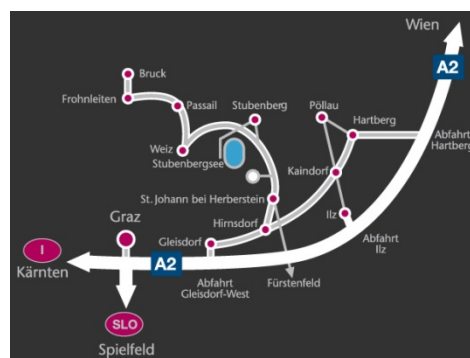 Wien
A2
Bruck
Frohnleiten
Passail
Stubenberg
Pöllau
Hartberg
Abfahrt
Hartberg
Weiz
Stubenbergsee
Kaindorf
St. Johann bei Herberstein
Ilz
Graz
Hirnsdorf
Gleisdorf
Abfahrt
Ilz
I
Kärnten
A2
Abfahrt
Gleisdorf-West
Fürstenfeld
SLO
Spielfeld